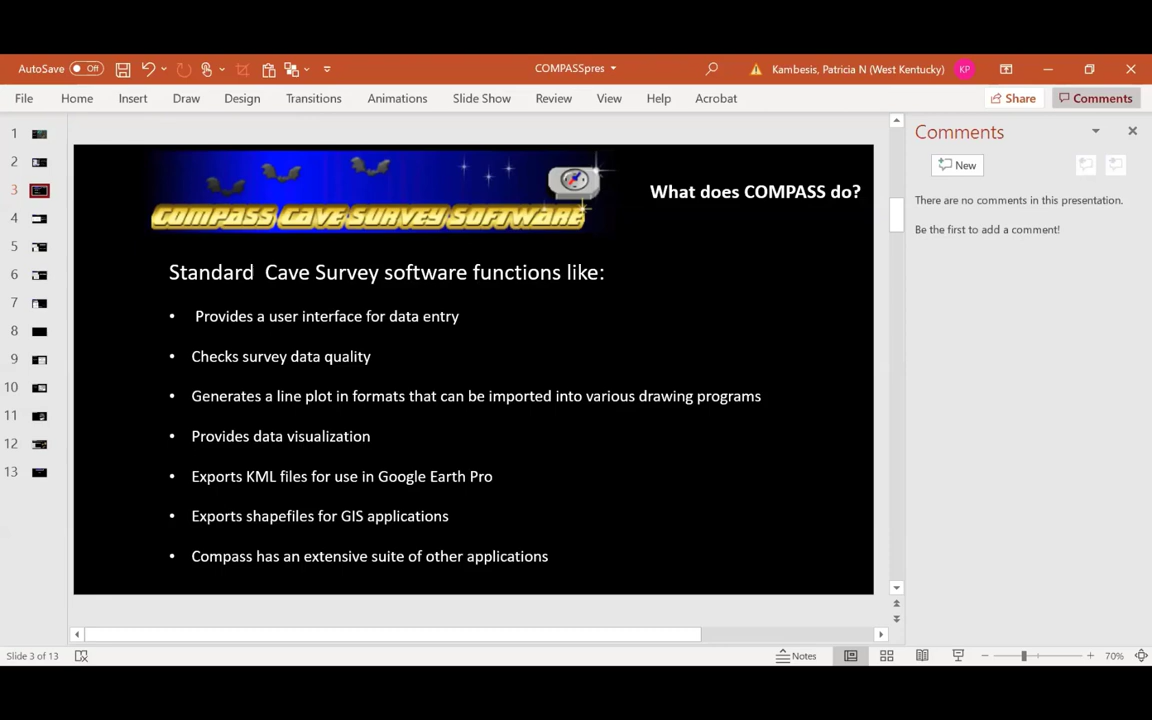 AutoSave Off COMPASSpres Kambesis, Patricia N (West Kentucky) KP
File Home Insert Draw Design Transitions Animations Slide Show Review View Help Acrobat Share Comments
1
2
3
4
5
6
7
8
9
10
11
12
13
COMPASS CAVE SURVEY SOFTWARE
What does COMPASS do?
Standard Cave Survey software functions like:
• Provides a user interface for data entry
• Checks survey data quality
• Generates a line plot in formats that can be imported into various drawing programs
• Provides data visualization
• Exports KML files for use in Google Earth Pro
• Exports shapefiles for GIS applications
• Compass has an extensive suite of other applications
Comments
New
There are no comments in this presentation.
Be the first to add a comment!
Slide 3 of 13 Notes 70%